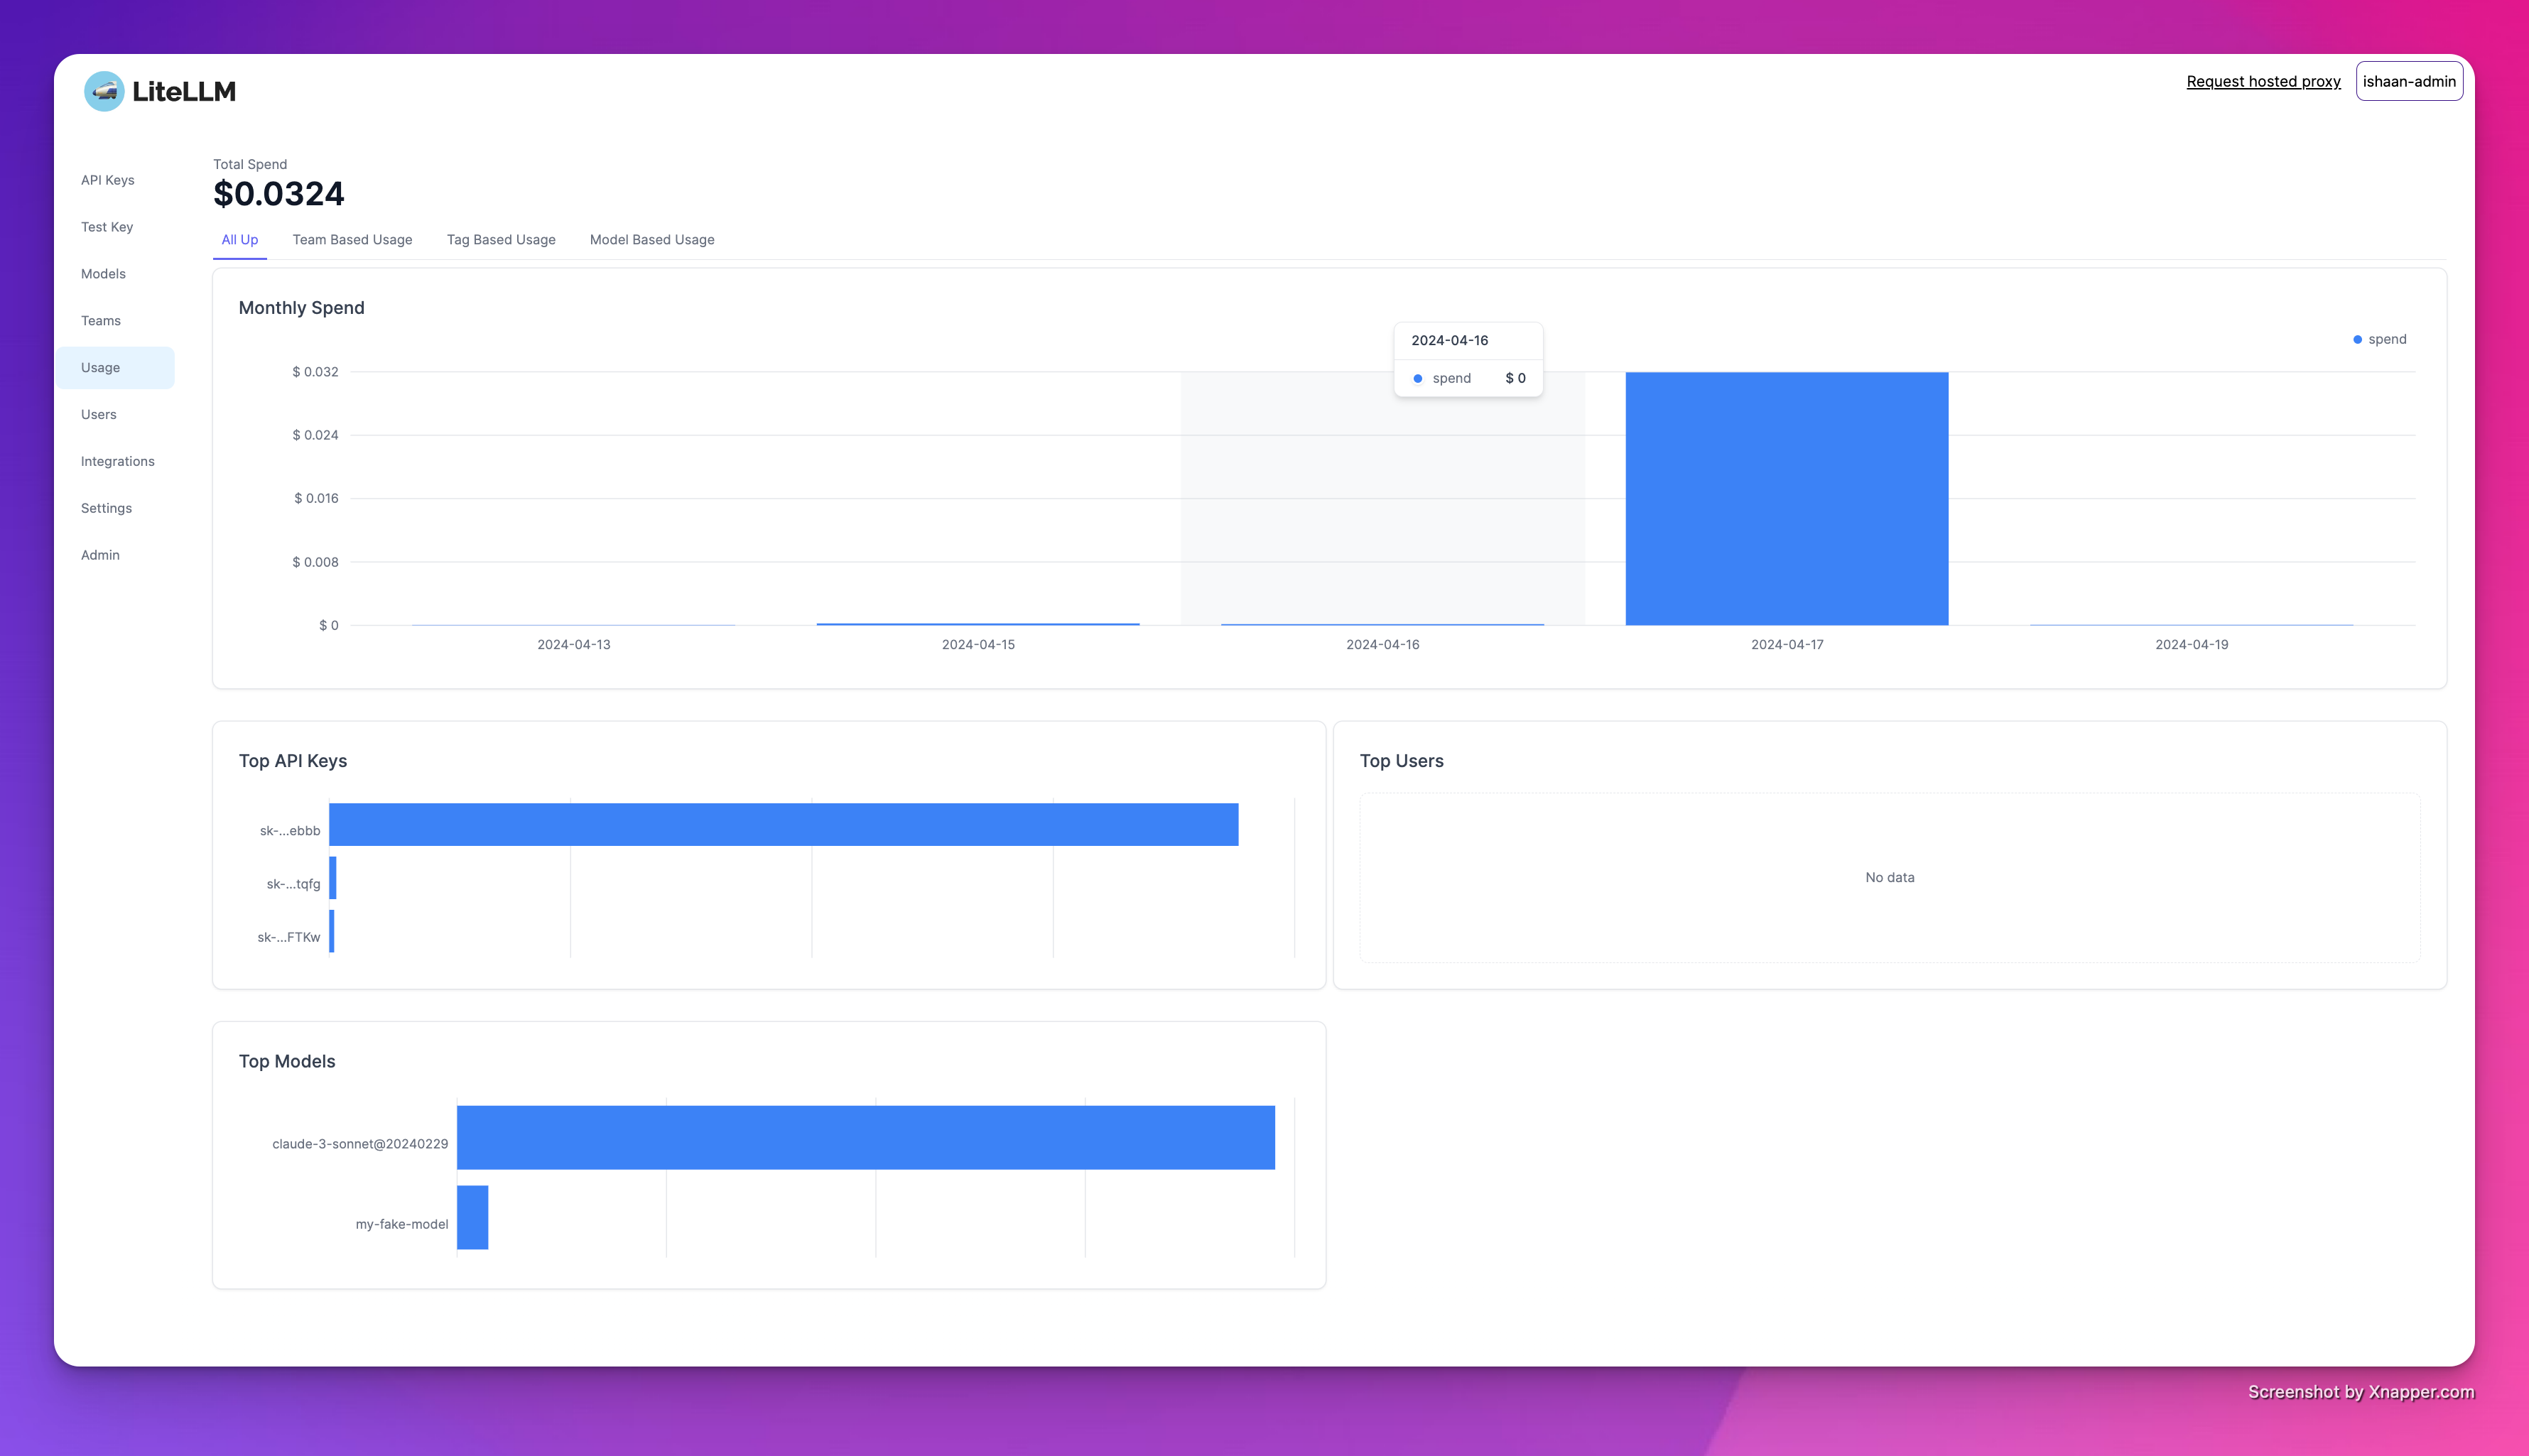 LiteLLM
Request hosted proxy
ishaan-admin
API Keys
Test Key
Models
Teams
Usage
Users
Integrations
Settings
Admin
Total Spend
$0.0324
All Up
Team Based Usage
Tag Based Usage
Model Based Usage
Monthly Spend
2024-04-16
spend $ 0
spend
$ 0.032
$ 0.024
$ 0.016
$ 0.008
$ 0
2024-04-13
2024-04-15
2024-04-16
2024-04-17
2024-04-19
Top API Keys
sk-...ebbb
sk-...tqfg
sk-...FTKw
Top Users
No data
Top Models
claude-3-sonnet@20240229
my-fake-model
Screenshot by Xnapper.com